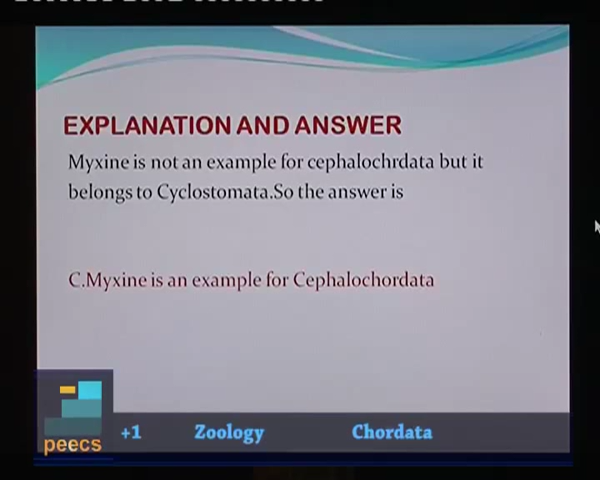 EXPLANATION AND ANSWER
Myxine is not an example for cephalochrdata but it
belongs to Cyclostomata.So the answer is
C.Myxine is an example for Cephalochordata
peecs
+1 Zoology Chordata